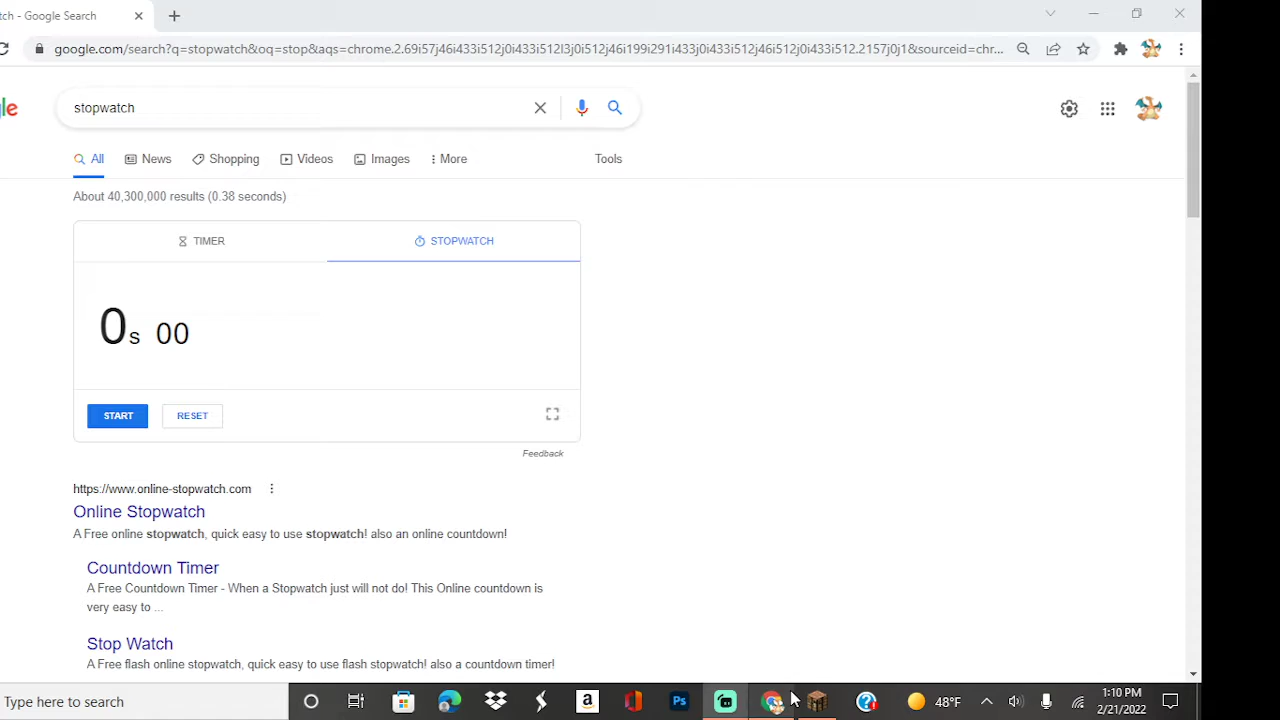 tch - Google Search
google.com/search?q=stopwatch&oq=stop&aqs=chrome.2.69i57j46i433i512j0i433i512l3j0i512j46i199i291i433j0i433i512j46i512j0i433i512.2157j0j1&sourceid=chr...
le
stopwatch
All News Shopping Videos Images More Tools
About 40,300,000 results (0.38 seconds)
TIMER STOPWATCH
0s 00
START RESET
Feedback
https://www.online-stopwatch.com
Online Stopwatch
A Free online stopwatch, quick easy to use stopwatch! also an online countdown!
Countdown Timer
A Free Countdown Timer - When a Stopwatch just will not do! This Online countdown is
very easy to ...
Stop Watch
A Free flash online stopwatch, quick easy to use flash stopwatch! also a countdown timer!
Type here to search
a
Ps
48°F
1:10 PM
2/21/2022